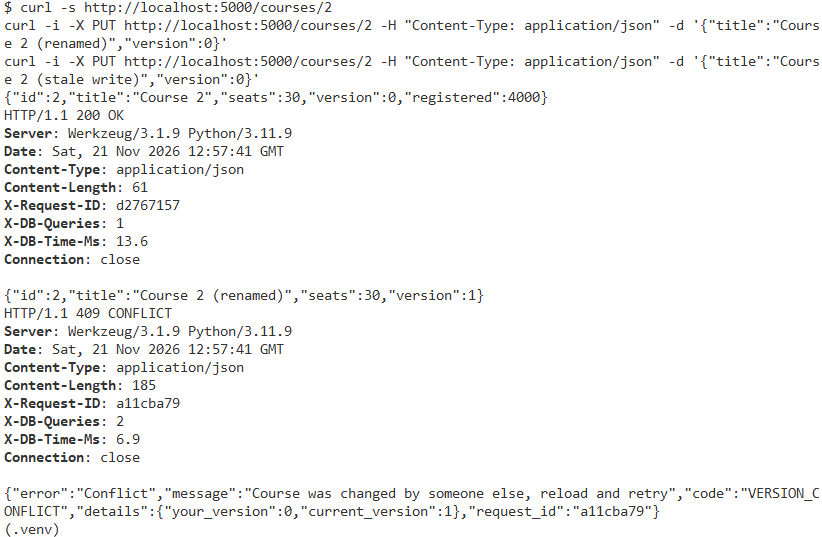 $ curl -s http://localhost:5000/courses/2
curl -i -X PUT http://localhost:5000/courses/2 -H "Content-Type: application/json" -d '{"title":"Cours
e 2 (renamed)","version":0}'
curl -i -X PUT http://localhost:5000/courses/2 -H "Content-Type: application/json" -d '{"title":"Cours
e 2 (stale write)","version":0}'
{"id":2,"title":"Course 2","seats":30,"version":0,"registered":4000}
HTTP/1.1 200 OK
Server: Werkzeug/3.1.9 Python/3.11.9
Date: Sat, 21 Nov 2026 12:57:41 GMT
Content-Type: application/json
Content-Length: 61
X-Request-ID: d2767157
X-DB-Queries: 1
X-DB-Time-Ms: 13.6
Connection: close

{"id":2,"title":"Course 2 (renamed)","seats":30,"version":1}
HTTP/1.1 409 CONFLICT
Server: Werkzeug/3.1.9 Python/3.11.9
Date: Sat, 21 Nov 2026 12:57:41 GMT
Content-Type: application/json
Content-Length: 185
X-Request-ID: a11cba79
X-DB-Queries: 2
X-DB-Time-Ms: 6.9
Connection: close

{"error":"Conflict","message":"Course was changed by someone else, reload and retry","code":"VERSION_C
ONFLICT","details":{"your_version":0,"current_version":1},"request_id":"a11cba79"}
(.venv)